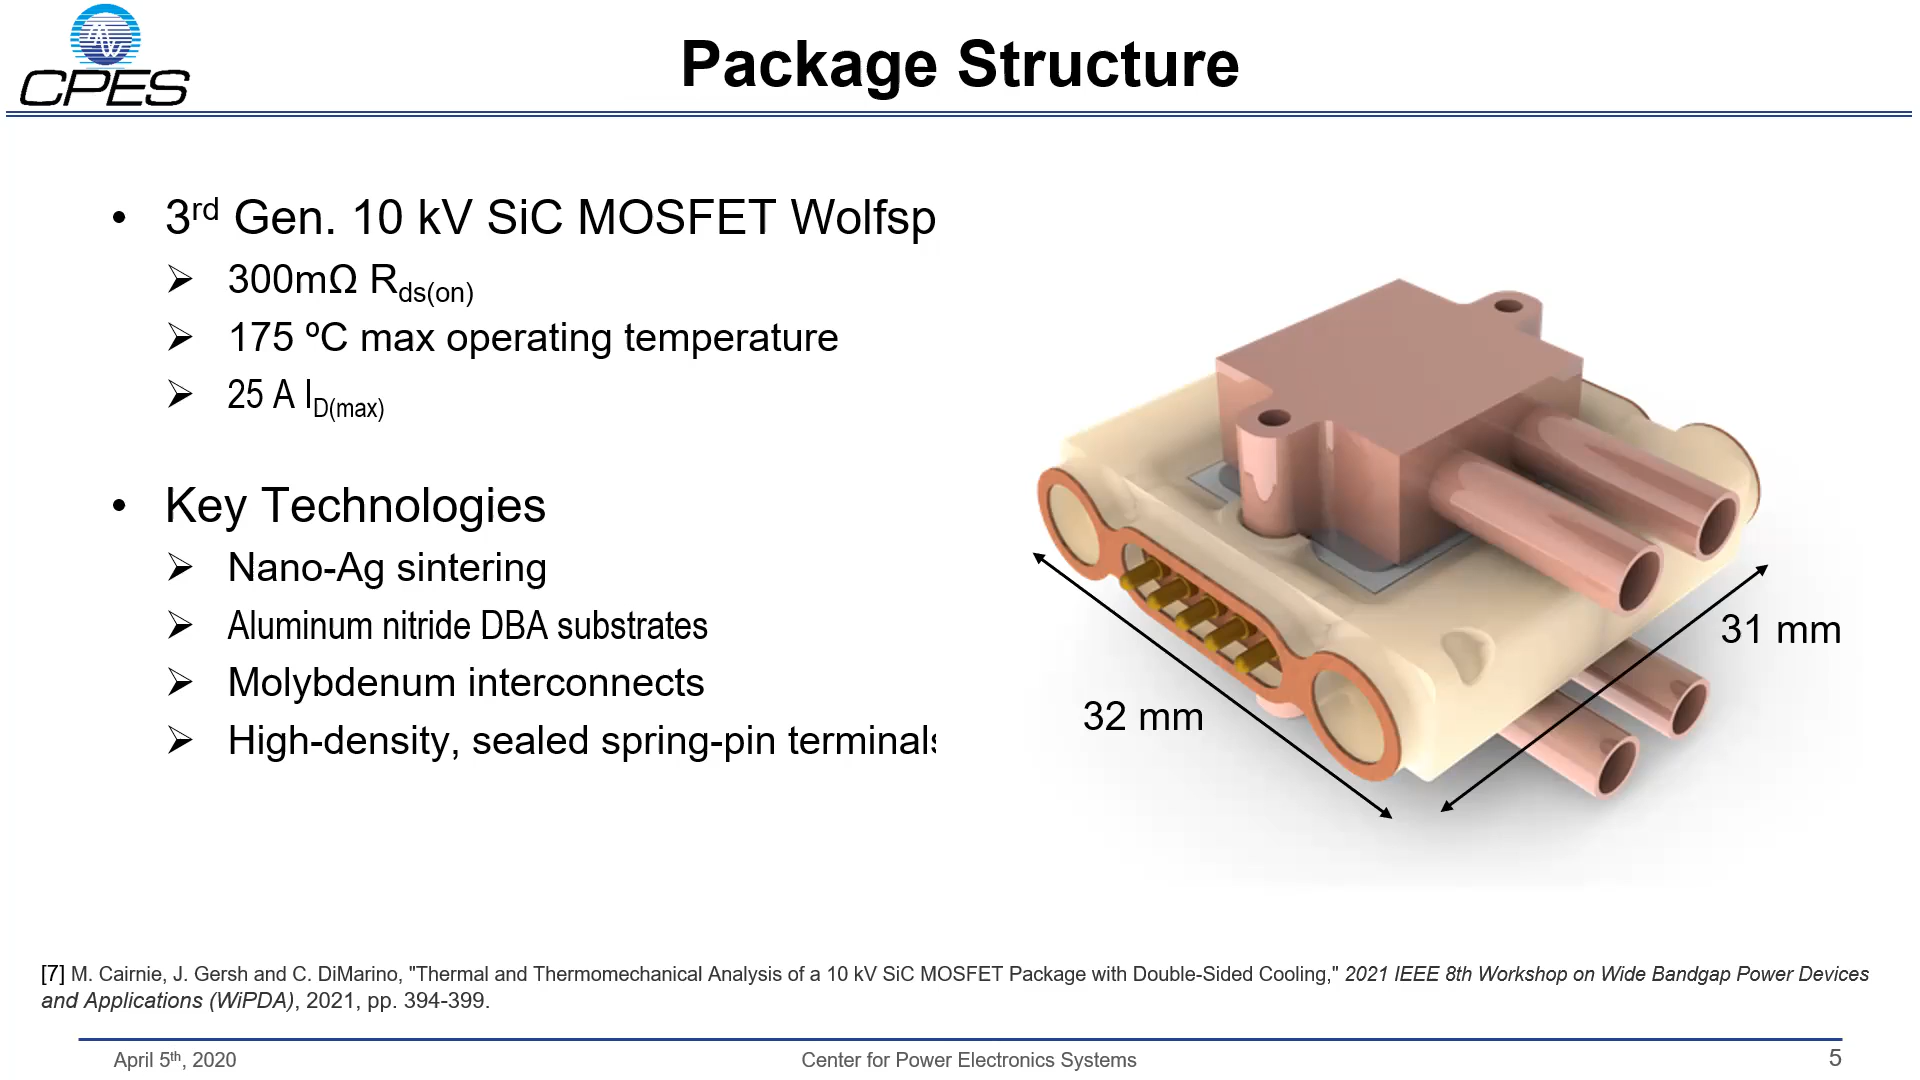 CPES
Package Structure
• 3rd Gen. 10 kV SiC MOSFET Wolfsp
➢ 300mΩ Rds(on)
➢ 175 ºC max operating temperature
➢ 25 A ID(max)
• Key Technologies
➢ Nano-Ag sintering
➢ Aluminum nitride DBA substrates
➢ Molybdenum interconnects
➢ High-density, sealed spring-pin terminals
31 mm
32 mm
[7] M. Cairnie, J. Gersh and C. DiMarino, "Thermal and Thermomechanical Analysis of a 10 kV SiC MOSFET Package with Double-Sided Cooling," 2021 IEEE 8th Workshop on Wide Bandgap Power Devices
and Applications (WiPDA), 2021, pp. 394-399.
April 5th, 2020
Center for Power Electronics Systems
5